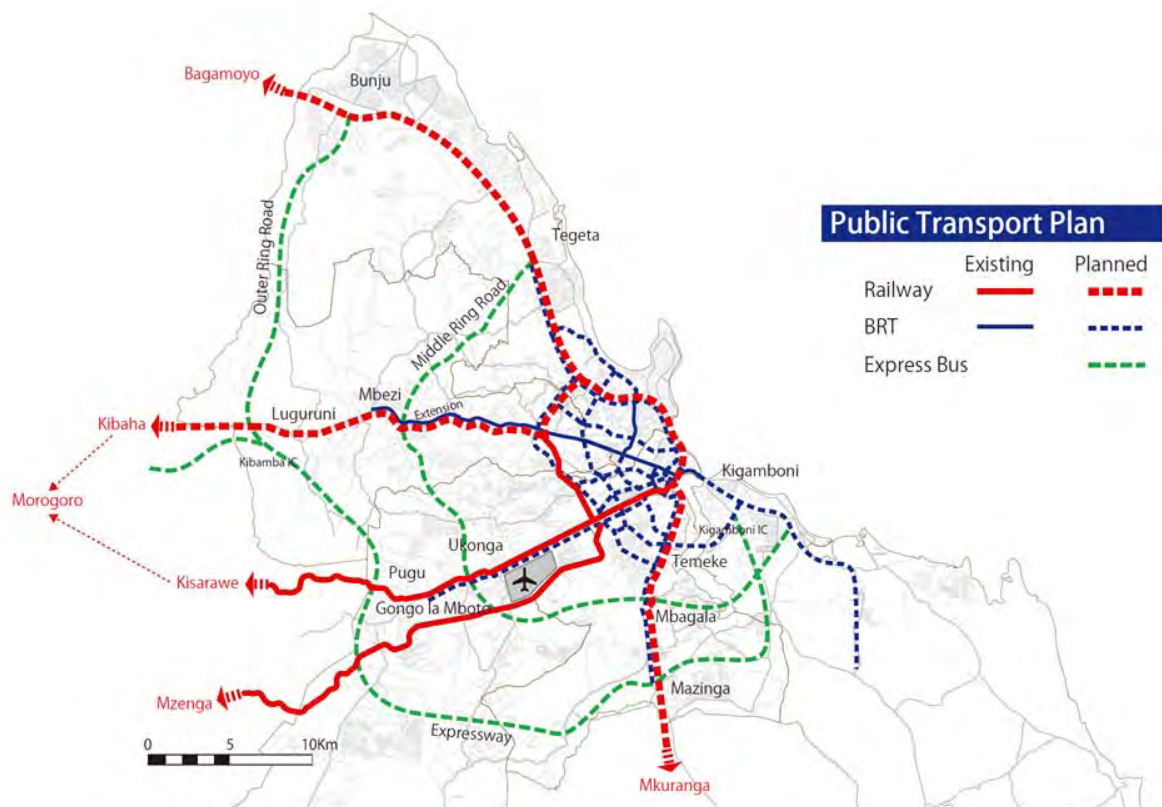 Bagamoyo
Bunju
Outer Ring Road
Tegeta
Middle Ring Road
Mbezi
Extension
Luguruni
Kibaha
Kibamba IC
Kigamboni
Morogoro
Kigamboni IC
Ukonga
Temeke
Pugu
Kisarawe
Gongo la Mboto
Mbagala
Mazinga
Mzenga
Expressway
0 5 10Km
Mkuranga
Public Transport Plan
Existing Planned
Railway
BRT
Express Bus